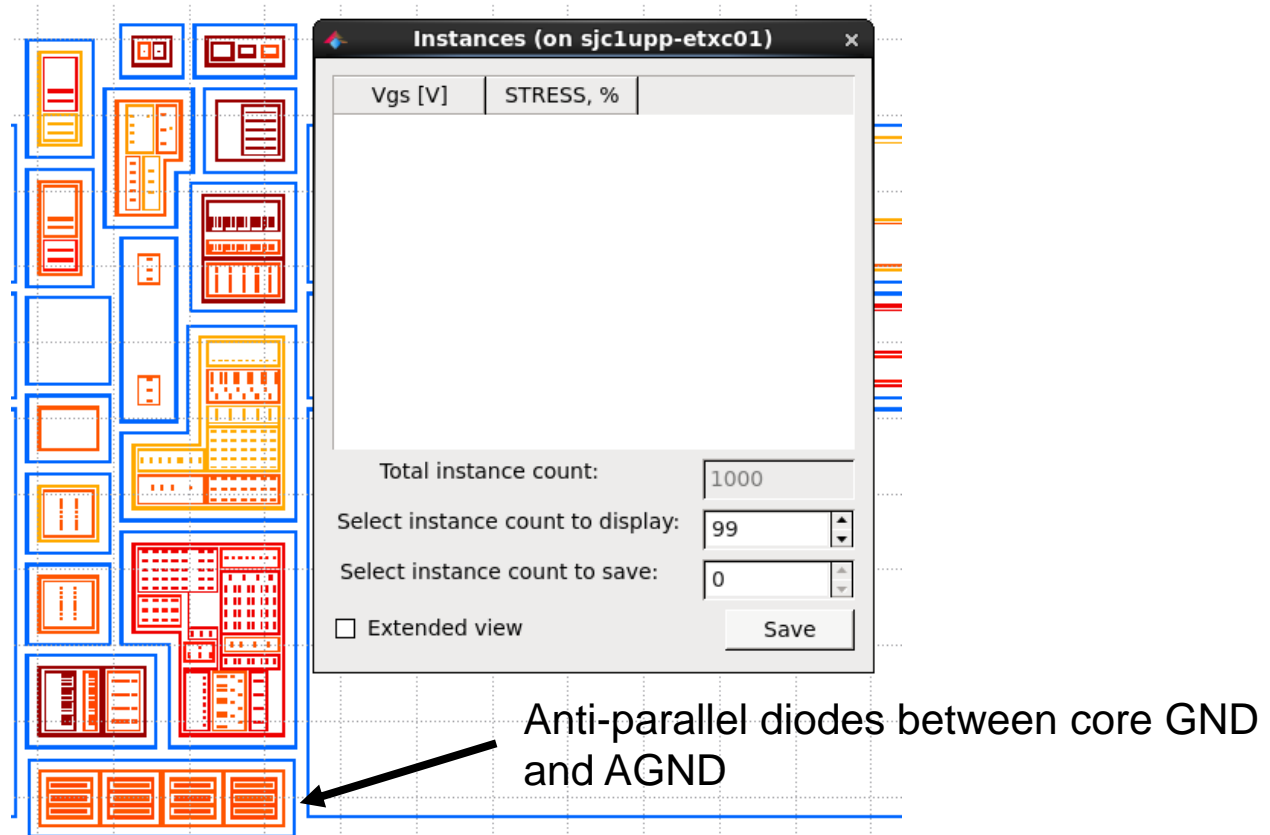 Instances (on sjc1upp-etxc01)
Vgs [V]
STRESS, %
Total instance count:
1000
Select instance count to display:
99
Select instance count to save:
0
Extended view
Save
Anti-parallel diodes between core GND
and AGND